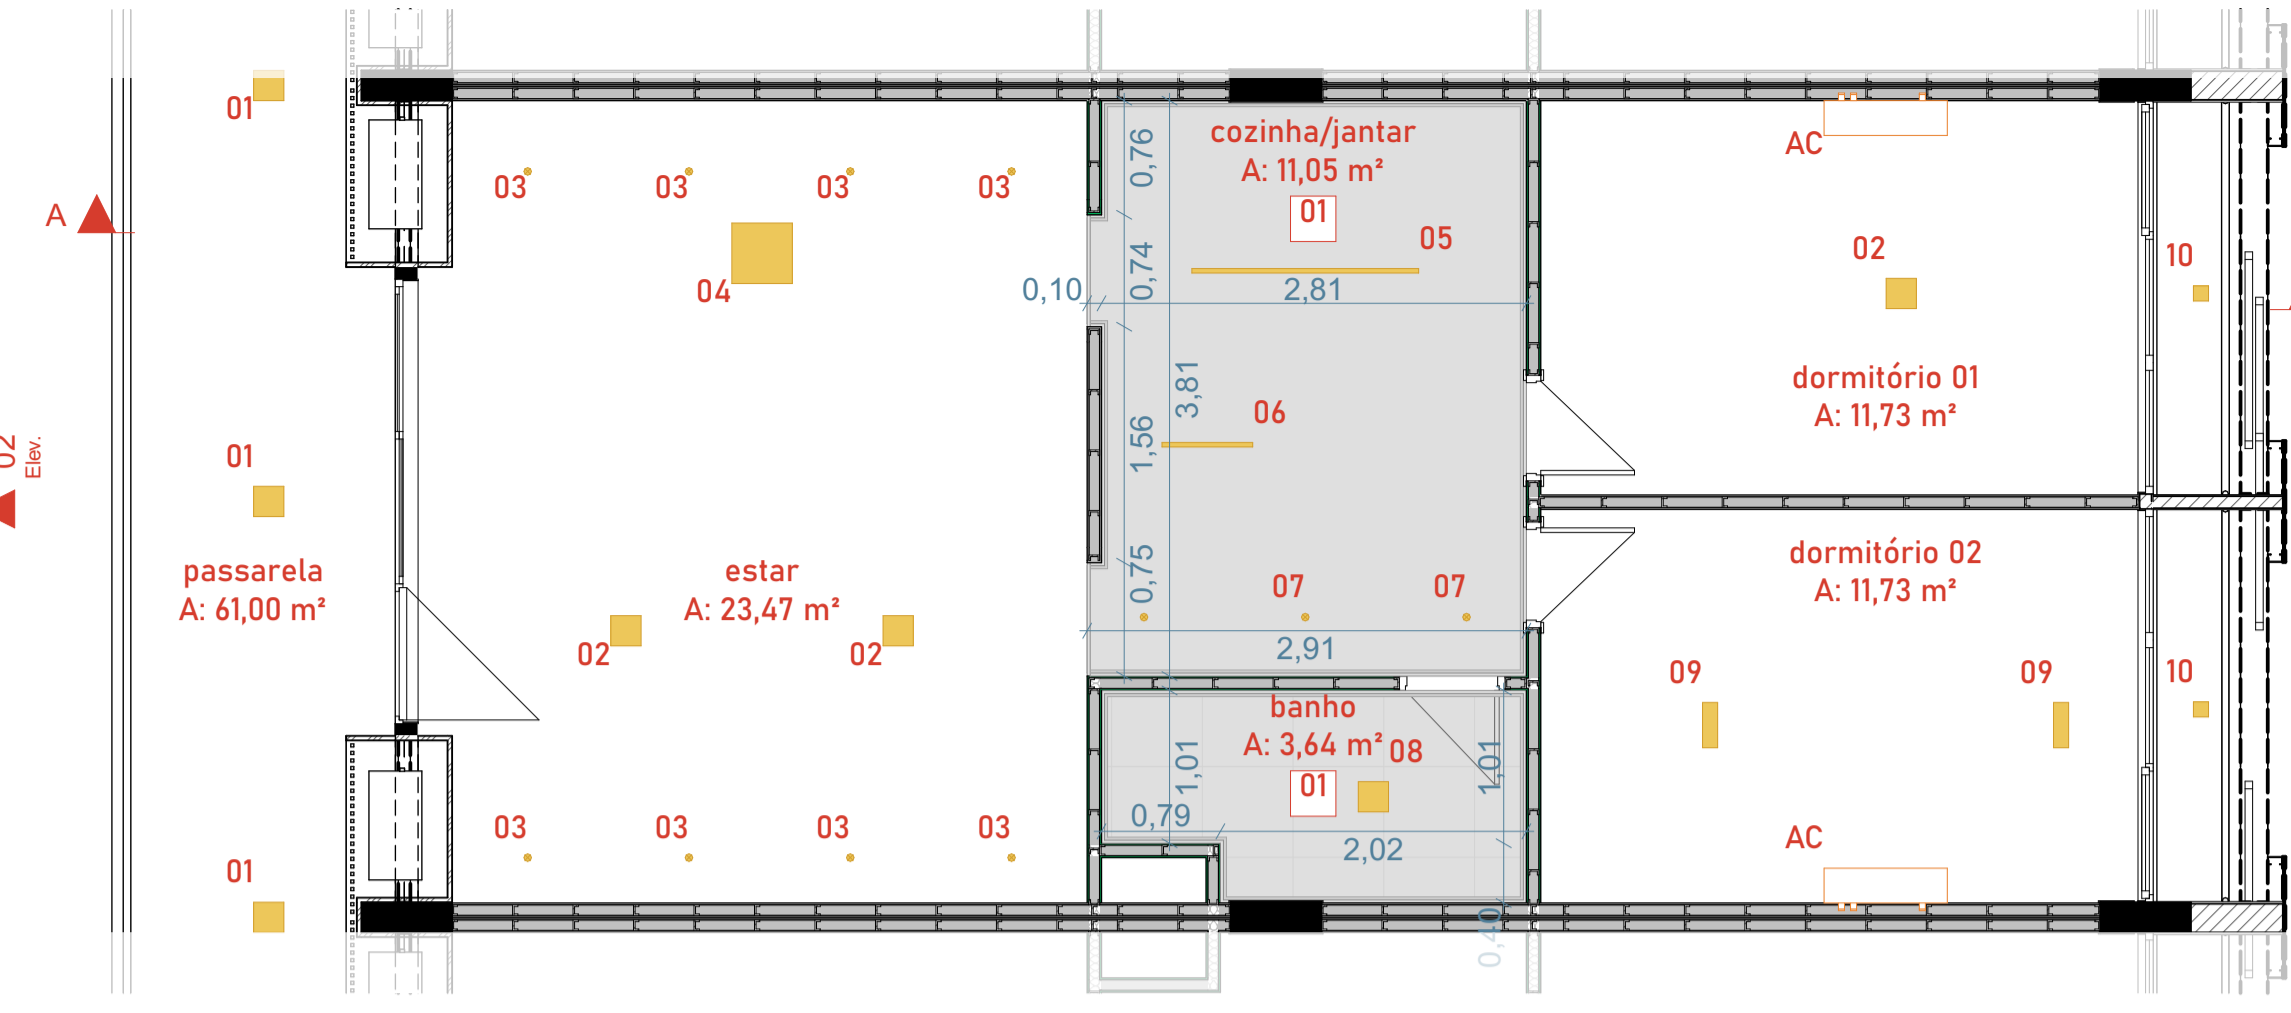 01
A
03 03 03 03
04
0,76
cozinha/jantar
A: 11,05 m²
01
05
0,74
0,10
2,81
AC
02
10
3,81
06
1,56
dormitório 01
A: 11,73 m²
02
Elev.
01
passarela
A: 61,00 m²
estar
A: 23,47 m²
02 02
0,75
07 07
2,91
dormitório 02
A: 11,73 m²
09 09
10
banho
A: 3,64 m²
08
01
1,01
1,01
0,79
2,02
03 03 03 03
AC
01
0,40